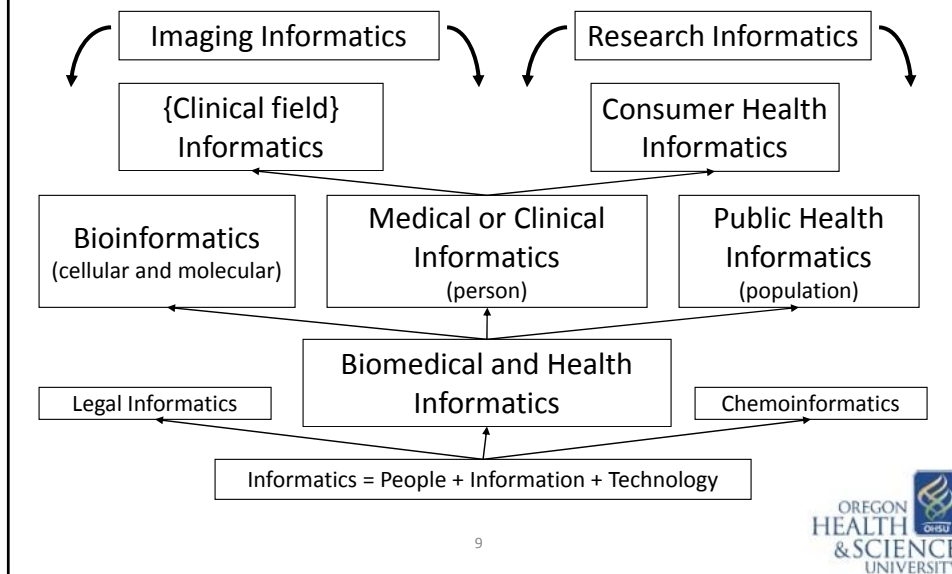 Imaging Informatics
Research Informatics
{Clinical field}
Informatics
Consumer Health
Informatics
Bioinformatics
(cellular and molecular)
Medical or Clinical
Informatics
(person)
Public Health
Informatics
(population)
Biomedical and Health
Informatics
Legal Informatics
Chemoinformatics
Informatics = People + Information + Technology
9
OREGON
HEALTH
OHSU
&SCIENCE
UNIVERSITY